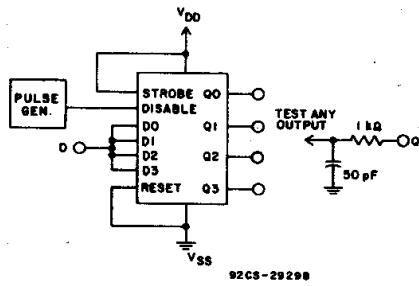 VDD
PULSE
GEN.
STROBE
DISABLE
D0
D1
D2
D3
RESET
Q0
Q1
Q2
Q3
D
VSS
TEST ANY
OUTPUT
1 kΩ
Q
50 pF
92CS-29298